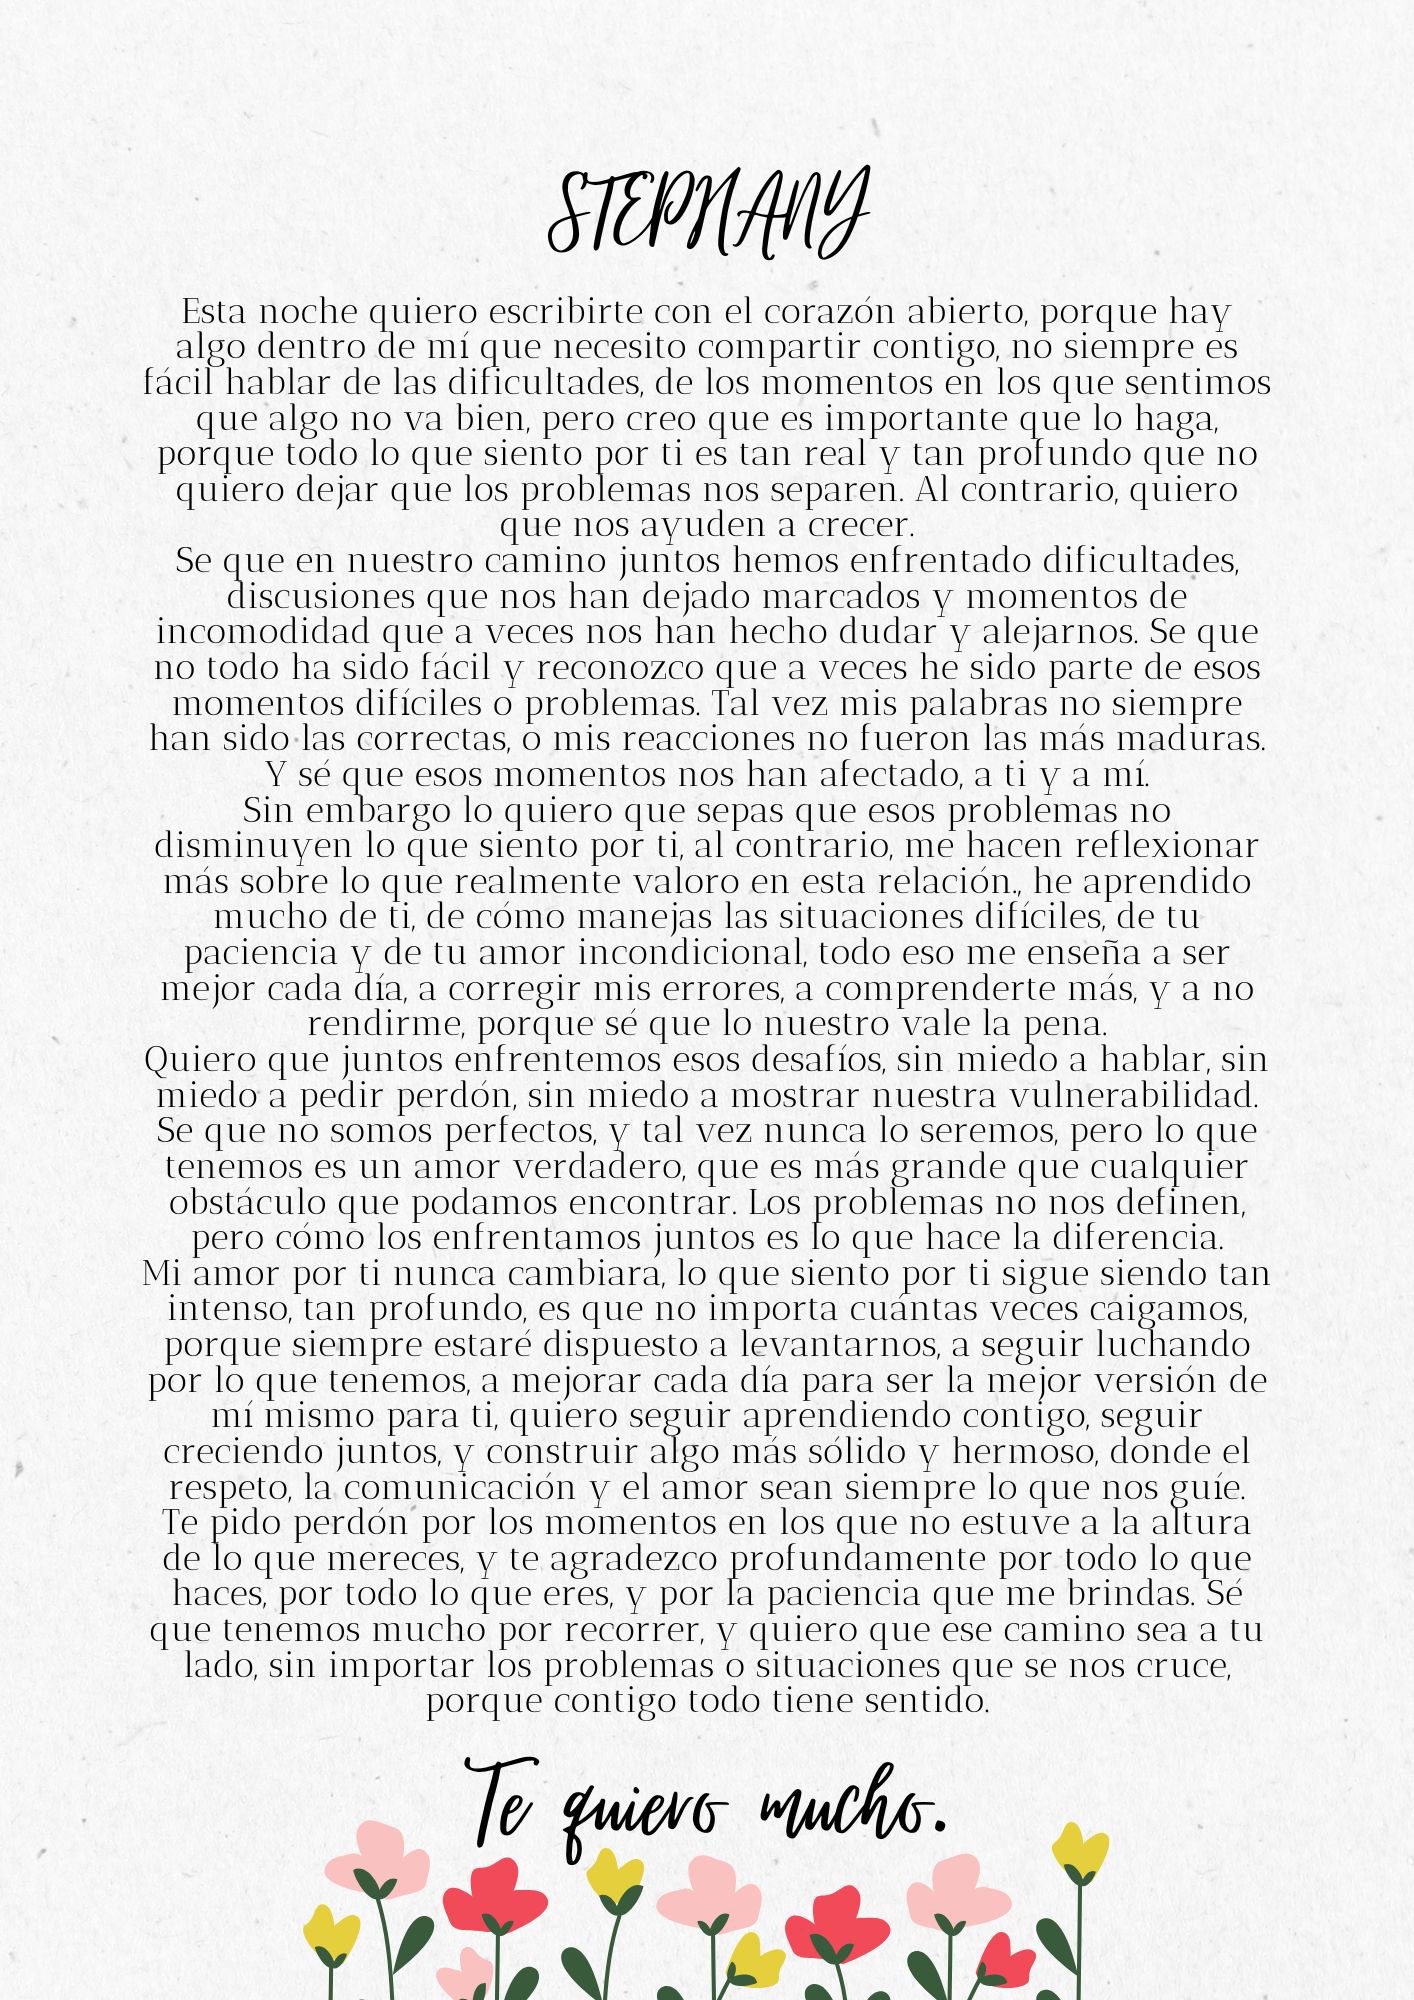 STEPHANY
Esta noche quiero escribirte con el corazón abierto, porque hay
algo dentro de mí que necesito compartir contigo, no siempre es
fácil hablar de las dificultades, de los momentos en los que sentimos
que algo no va bien, pero creo que es importante que lo haga,
porque todo lo que siento por ti es tan real y tan profundo que no
quiero dejar que los problemas nos separen. Al contrario, quiero
que nos ayuden a crecer.
Se que en nuestro camino juntos hemos enfrentado dificultades,
discusiones que nos han dejado marcados y momentos de
incomodidad que a veces nos han hecho dudar y alejarnos. Se que
no todo ha sido fácil y reconozco que a veces he sido parte de esos
momentos difíciles o problemas. Tal vez mis palabras no siempre
han sido las correctas, o mis reacciones no fueron las más maduras.
Y sé que esos momentos nos han afectado, a ti y a mí.
Sin embargo lo quiero que sepas que esos problemas no
disminuyen lo que siento por ti, al contrario, me hacen reflexionar
más sobre lo que realmente valoro en esta relación., he aprendido
mucho de ti, de cómo manejas las situaciones difíciles, de tu
paciencia y de tu amor incondicional, todo eso me enseña a ser
mejor cada día, a corregir mis errores, a comprenderte más, y a no
rendirme, porque sé que lo nuestro vale la pena.
Quiero que juntos enfrentemos esos desafíos, sin miedo a hablar, sin
miedo a pedir perdón, sin miedo a mostrar nuestra vulnerabilidad.
Se que no somos perfectos, y tal vez nunca lo seremos, pero lo que
tenemos es un amor verdadero, que es más grande que cualquier
obstáculo que podamos encontrar. Los problemas no nos definen,
pero cómo los enfrentamos juntos es lo que hace la diferencia.
Mi amor por ti nunca cambiara, lo que siento por ti sigue siendo tan
intenso, tan profundo, es que no importa cuántas veces caigamos,
porque siempre estaré dispuesto a levantarnos, a seguir luchando
por lo que tenemos, a mejorar cada día para ser la mejor versión de
mí mismo para ti, quiero seguir aprendiendo contigo, seguir
creciendo juntos, y construir algo más sólido y hermoso, donde el
respeto, la comunicación y el amor sean siempre lo que nos guíe.
Te pido perdón por los momentos en los que no estuve a la altura
de lo que mereces, y te agradezco profundamente por todo lo que
haces, por todo lo que eres, y por la paciencia que me brindas. Sé
que tenemos mucho por recorrer, y quiero que ese camino sea a tu
lado, sin importar los problemas o situaciones que se nos cruce,
porque contigo todo tiene sentido.
Te quiero mucho.